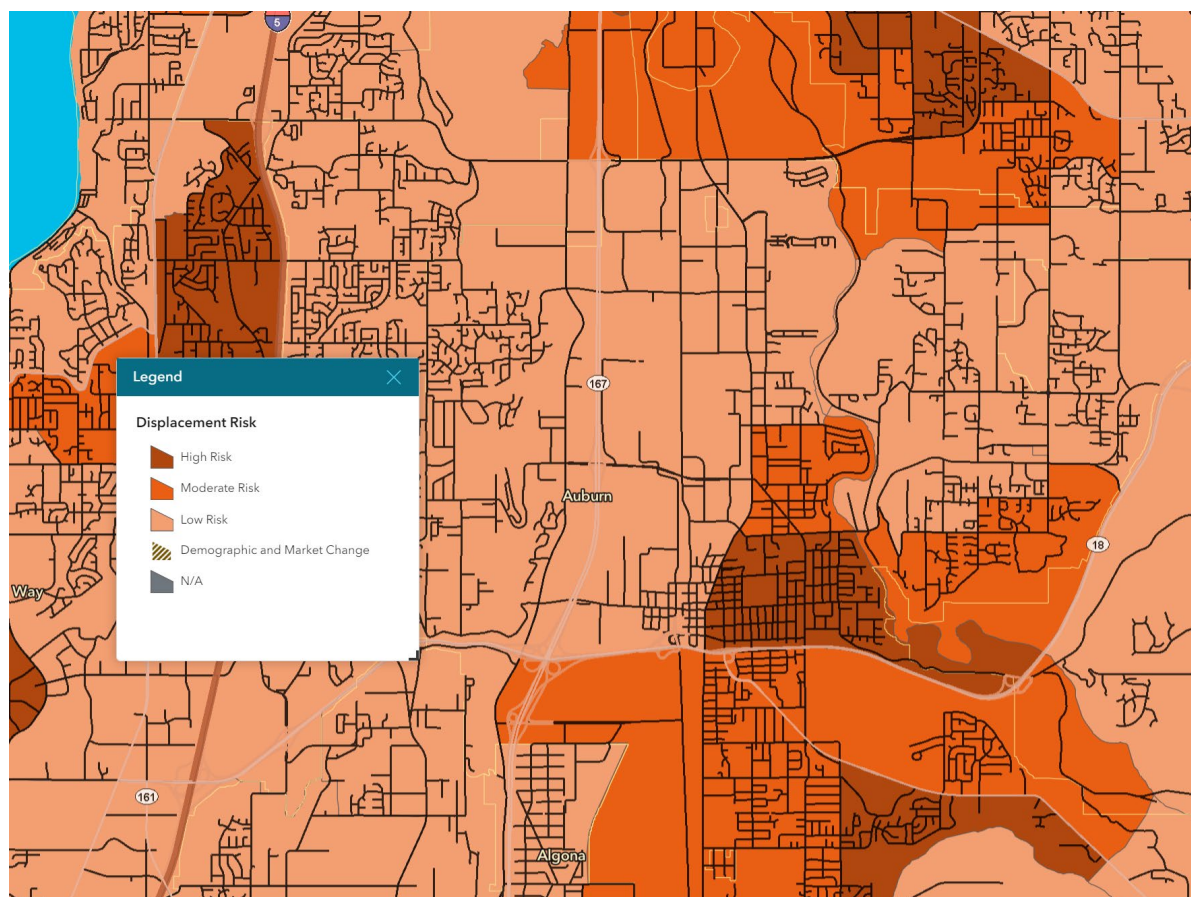 5
167
Legend
Displacement Risk
High Risk
Moderate Risk
Low Risk
Demographic and Market Change
N/A
Auburn
18
Way
161
Algona